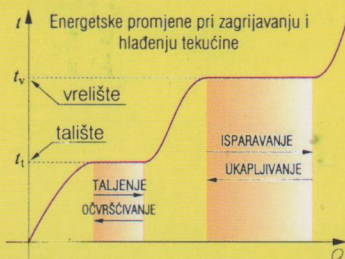 t
Energetske promjene pri zagrijavanju i
hlađenju tekućine
tv
vrelište
talište
tt
ISPARAVANJE
UKAPLJIVANJE
TALJENJE
OČVRŠĆIVANJE
Q